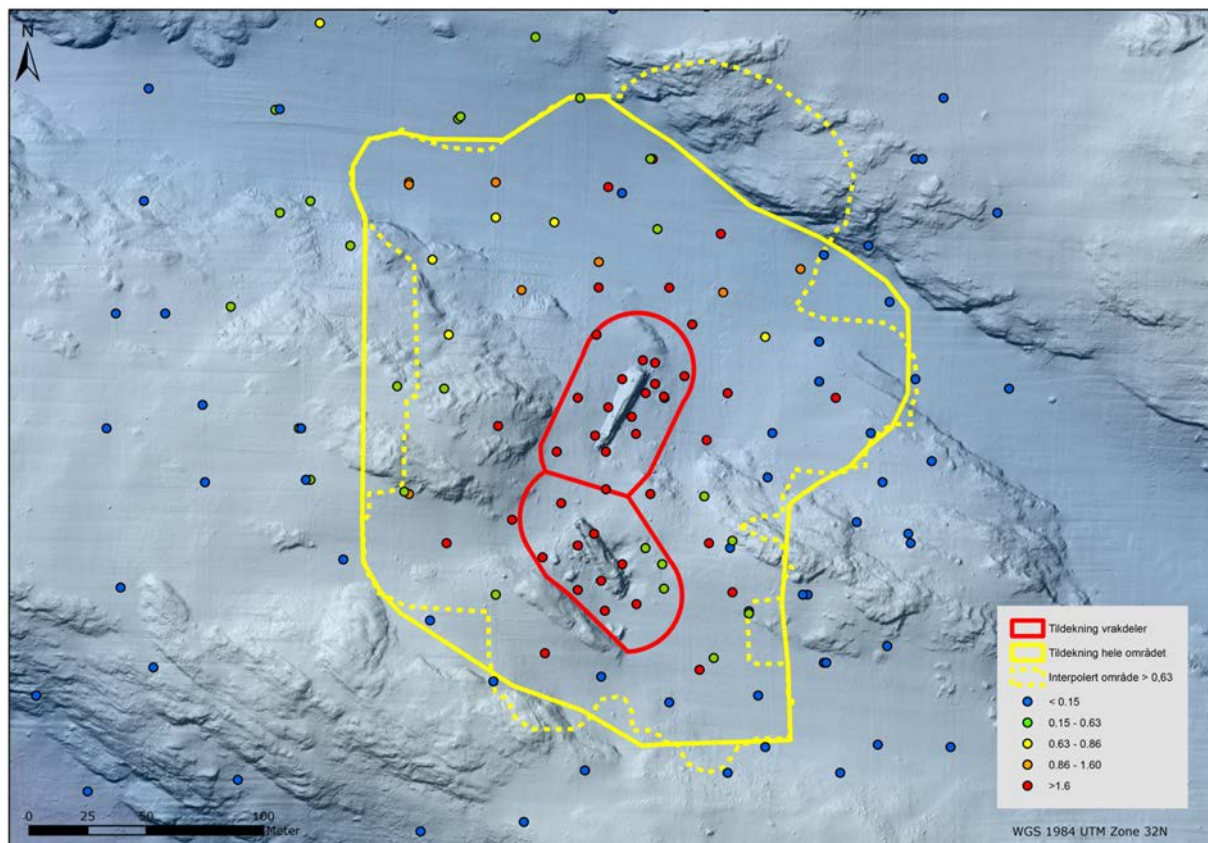 N
Tildekning vrakdeler
Tildekning hele området
Interpolert område > 0,63
< 0.15
0.15 - 0.63
0.63 - 0.86
0.86 - 1.60
>1.6
0 25 50 100
Meter
WGS 1984 UTM Zone 32N